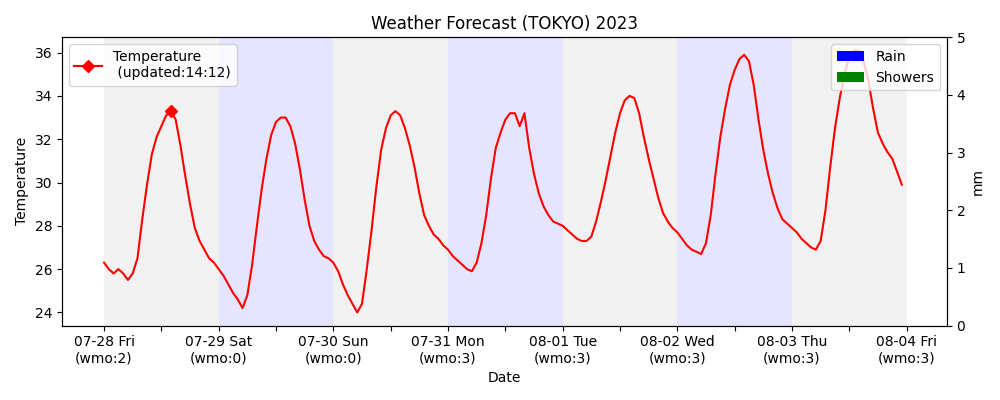 Weather Forecast (TOKYO) 2023
Temperature
(updated:14:12)
Rain
Showers
Temperature
36
34
32
30
28
26
24
5
4
3
2
1
0
mm
07-28 Fri
(wmo:2)
07-29 Sat
(wmo:0)
07-30 Sun
(wmo:0)
07-31 Mon
(wmo:3)
08-01 Tue
(wmo:3)
08-02 Wed
(wmo:3)
08-03 Thu
(wmo:3)
08-04 Fri
(wmo:3)
Date